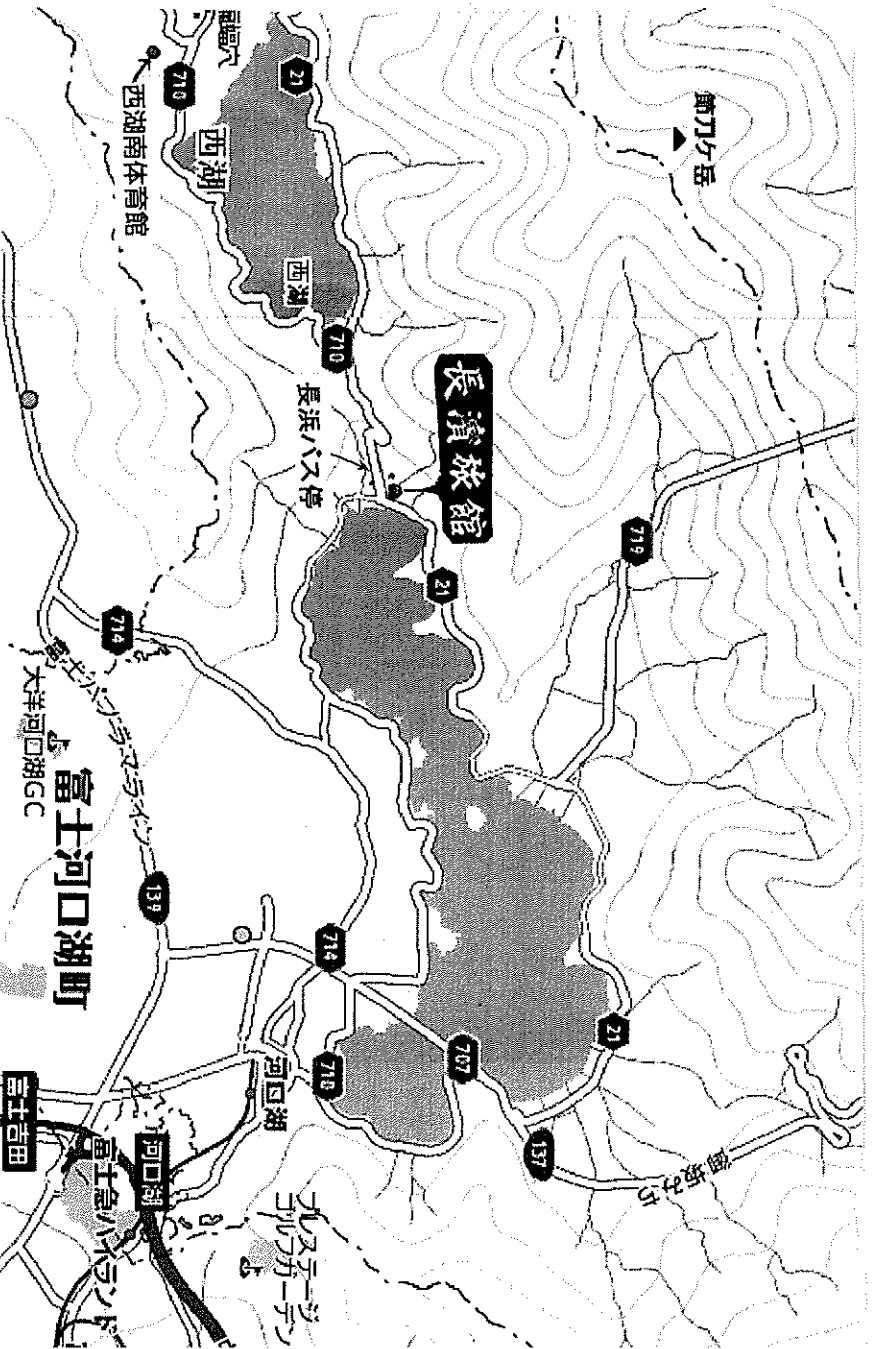 節刀ケ岳
21
710
西湖
西湖南体育館
西湖
710
長濱旅館
長浜バス停
719
21
714
富士パノラマライン
大洋河口湖GC
富士河口湖町
139
714
21
707
710
河口湖
137
御坂みち
富士吉田
河口湖
富士急ハイランド
プレステージ
ゴルフガーデン